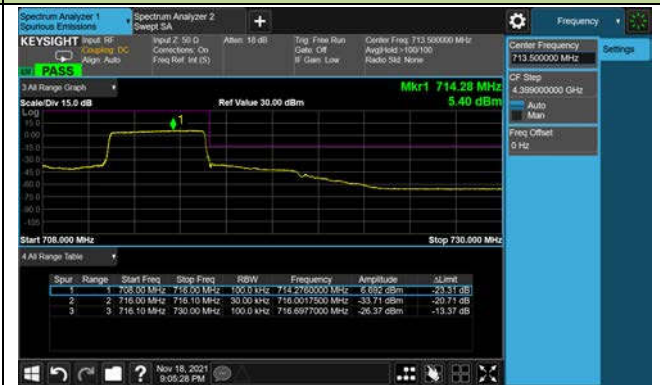 Spectrum Analyzer 1
Spurious Emissions
Spectrum Analyzer 2
Swept SA
Frequency
KEYSIGHT
Input: RF
Coupling: DC
Align: Auto
Input Z: 50 Ω
Corrections: On
Freq Ref: Int (S)
Atten: 18 dB
Trig: Free Run
Gate: Off
IF Gain: Low
Center Freq: 713.500000 MHz
Avg|Hold:>100/100
Radio Std: None
PASS
Center Frequency
713.500000 MHz
Settings
CF Step
4.399000000 GHz
Auto
Man
Freq Offset
0 Hz
3 All Range Graph
Mkr1 714.28 MHz
5.40 dBm
Scale/Div 15.0 dB
Ref Value 30.00 dBm
Log
15.0
0.00
-15.0
-30.0
-45.0
-60.0
-75.0
-90.0
-105
1
Start 708.000 MHz
Stop 730.000 MHz
4 All Range Table
Spur Range Start Freq Stop Freq RBW Frequency Amplitude ΔLimit
1 1 708.00 MHz 716.00 MHz 100.0 kHz 714.2760000 MHz 6.692 dBm -23.31 dB
2 2 716.00 MHz 716.10 MHz 30.00 kHz 716.0017500 MHz -33.71 dBm -20.71 dB
3 3 716.10 MHz 730.00 MHz 100.0 kHz 716.6977000 MHz -26.37 dBm -13.37 dB
Nov 18, 2021
9:05:28 PM